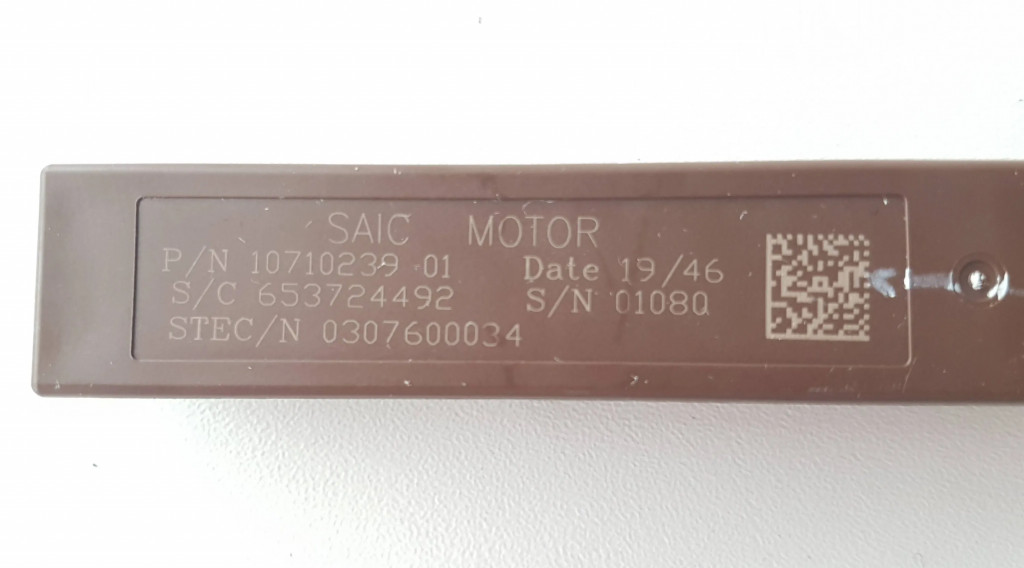 SAIC MOTOR
P/N 10710239 01 Date 19/46
S/C 653724492 S/N 01080
STEC/N 0307600034